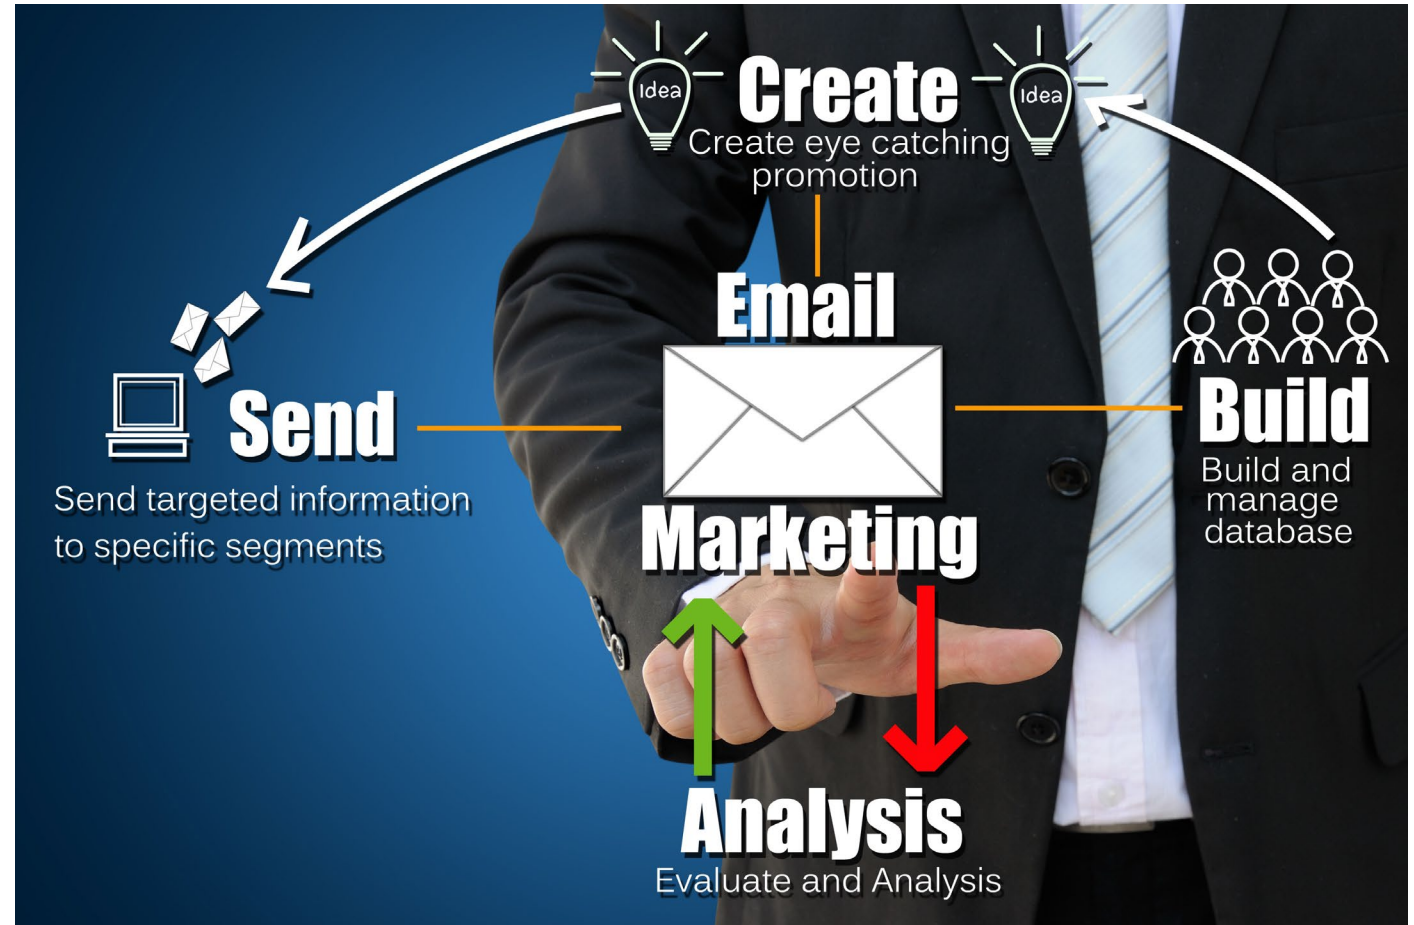 Idea
Create
Idea
Create eye catching
promotion
Email
Marketing
Send
Send targeted information
to specific segments
Build
Build and
manage
database
Analysis
Evaluate and Analysis